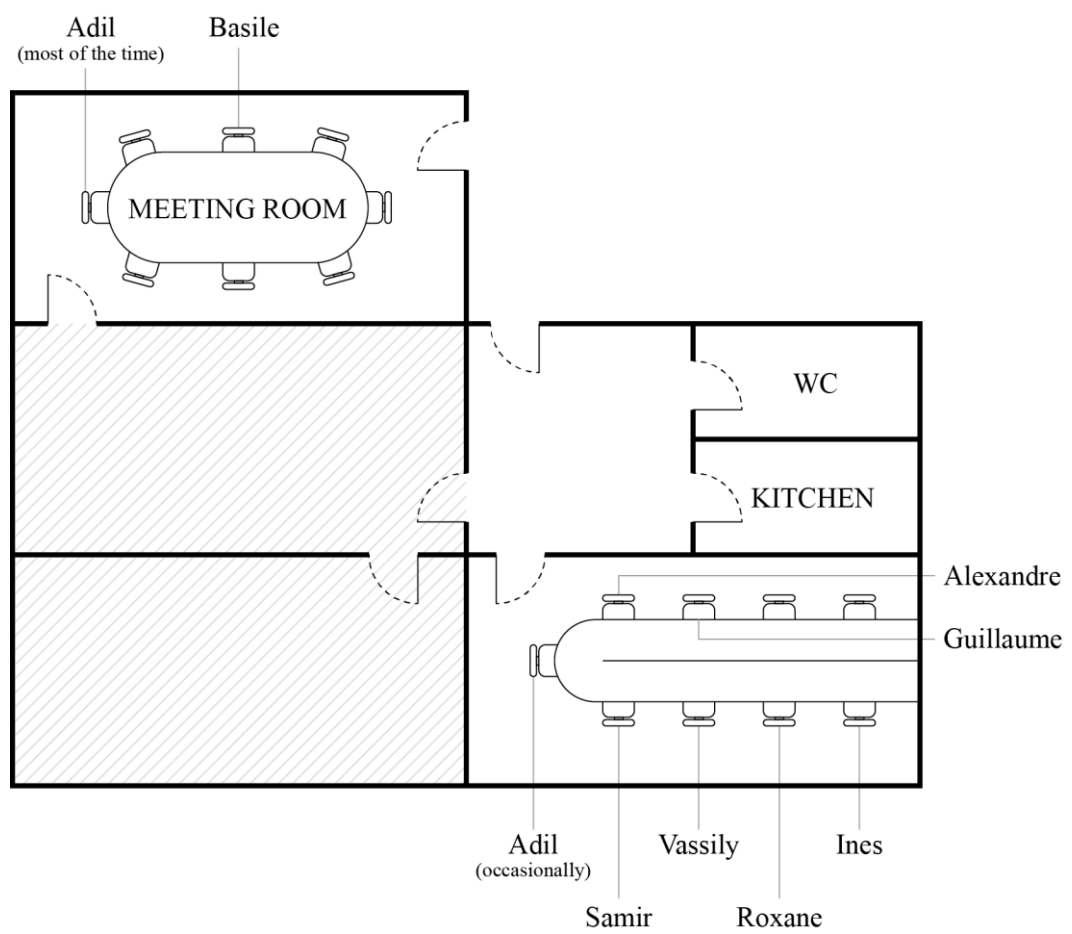 Adil
(most of the time)
Basile
MEETING ROOM
WC
KITCHEN
Alexandre
Guillaume
Adil
(occasionally)
Vassily
Ines
Samir
Roxane